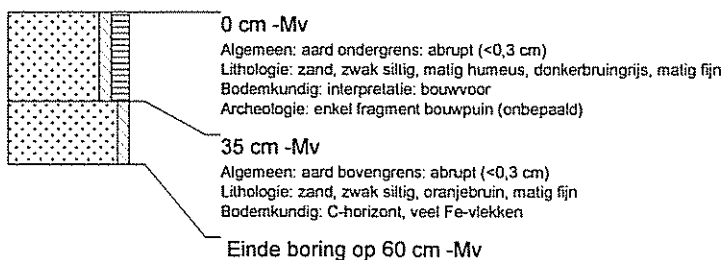 0 cm -Mv
Algemeen: aard ondergrens: abrupt (<0,3 cm)
Lithologie: zand, zwak siltig, matig humeus, donkerbruingrijs, matig fijn
Bodemkundig: interpretatie: bouwvoor
Archeologie: enkel fragment bouwpuin (onbepaald)
35 cm -Mv
Algemeen: aard bovengrens: abrupt (<0,3 cm)
Lithologie: zand, zwak siltig, oranjebruin, matig fijn
Bodemkundig: C-horizont, veel Fe-vlekken
Einde boring op 60 cm -Mv